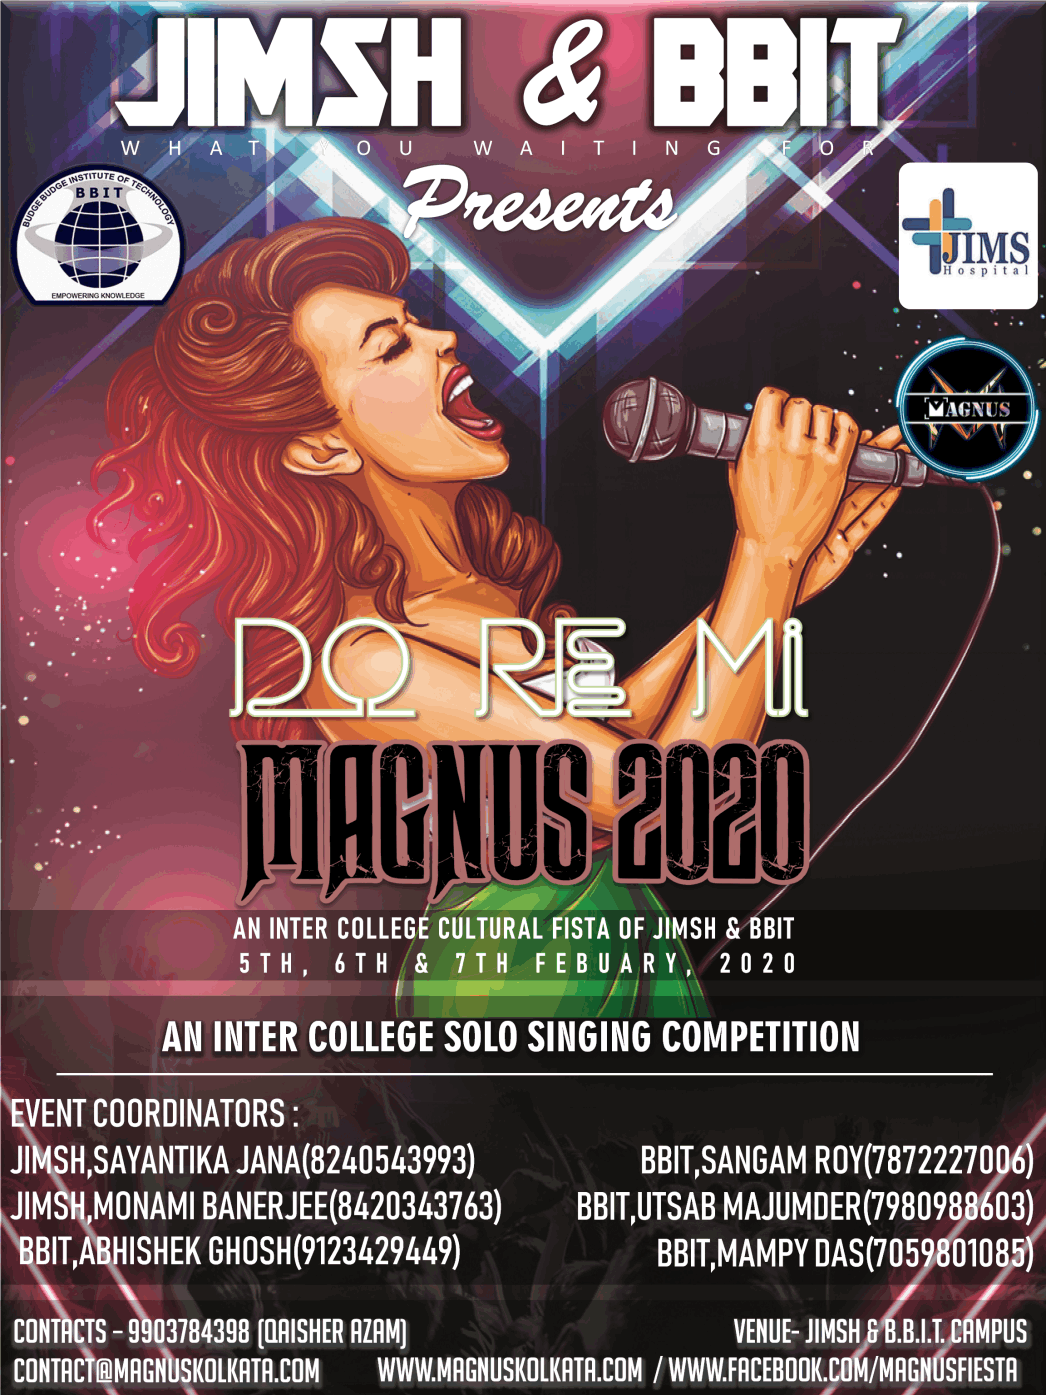 JIMSH & BBIT
WHAT YOU WAITING FOR
Presents
BUDGE BUDGE INSTITUTE OF TECHNOLOGY
BBIT
EMPOWERING KNOWLEDGE
JIMS
Hospital
MAGNUS
DO RE Mi
MAGNUS 2020
AN INTER COLLEGE CULTURAL FISTA OF JIMSH & BBIT
5TH, 6TH & 7TH FEBUARY, 2020
AN INTER COLLEGE SOLO SINGING COMPETITION
EVENT COORDINATORS :
JIMSH,SAYANTIKA JANA(8240543993)
JIMSH,MONAMI BANERJEE(8420343763)
BBIT,ABHISHEK GHOSH(9123429449)
BBIT,SANGAM ROY(7872227006)
BBIT,UTSAB MAJUMDER(7980988603)
BBIT,MAMPY DAS(7059801085)
CONTACTS - 9903784398 (QAISHER AZAM)
VENUE- JIMSH & B.B.I.T. CAMPUS
CONTACT@MAGNUSKOLKATA.COM
WWW.MAGNUSKOLKATA.COM / WWW.FACEBOOK.COM/MAGNUSFIESTA